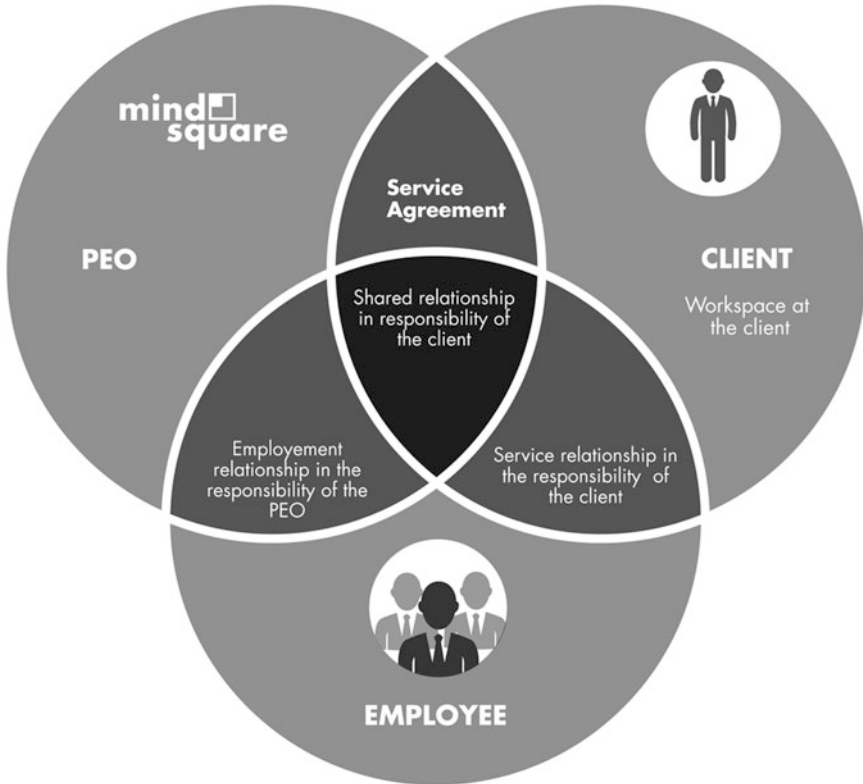 mind
square
Service
Agreement
PEO
CLIENT
Workspace at
the client
Shared relationship
in responsibility of
the client
Employement
relationship in the
responsibility of the
PEO
Service relationship in
the responsibility of
the client
EMPLOYEE